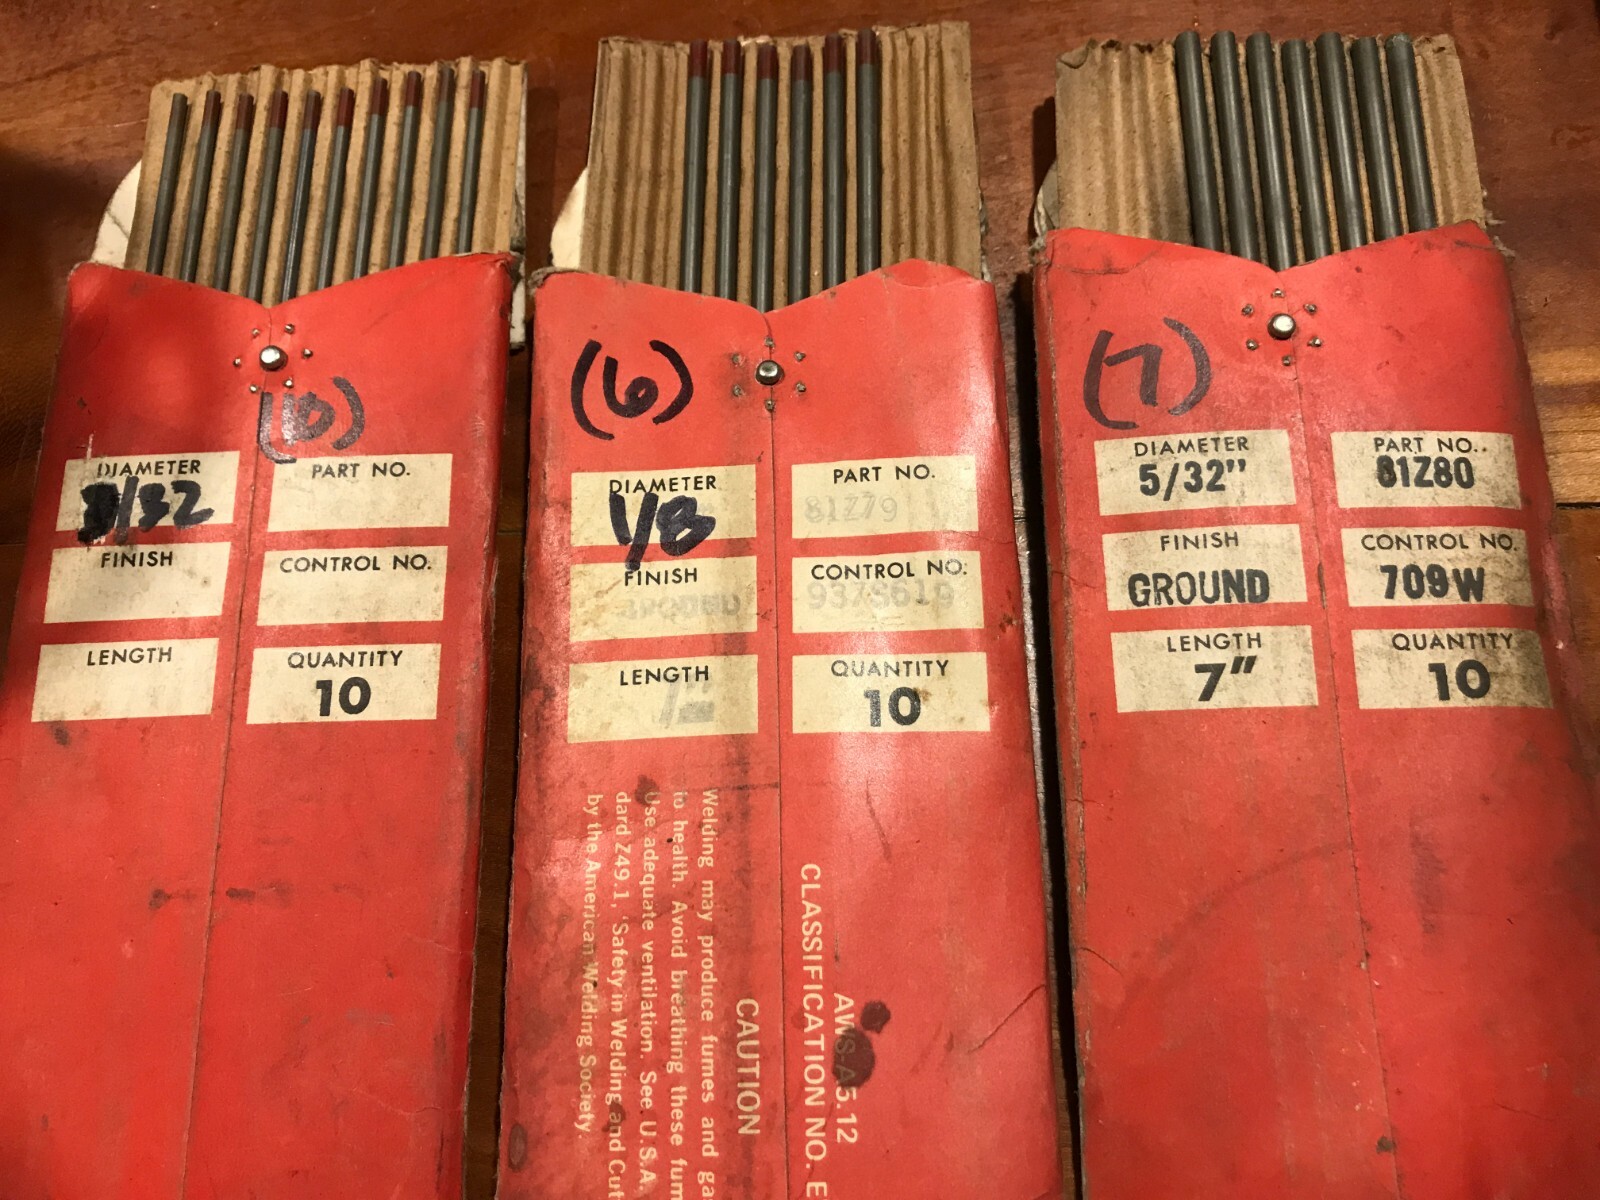 (10)
DIAMETER
3/32
PART NO.
FINISH
CONTROL NO.
LENGTH
QUANTITY
10
(6)
DIAMETER
1/8
PART NO.
81Z79
FINISH
GROUND
CONTROL NO.
937S619
LENGTH
QUANTITY
10
AWS-A5.12
CLASSIFICATION NO. E
CAUTION
Welding may produce fumes and ga
to health. Avoid breathing these fum
Use adequate ventilation. See U.S.A.
dard Z49.1, 'Safety in Welding and Cut
by the American Welding Society.
(7)
DIAMETER
5/32"
PART NO.
81Z80
FINISH
GROUND
CONTROL NO.
709W
LENGTH
7"
QUANTITY
10